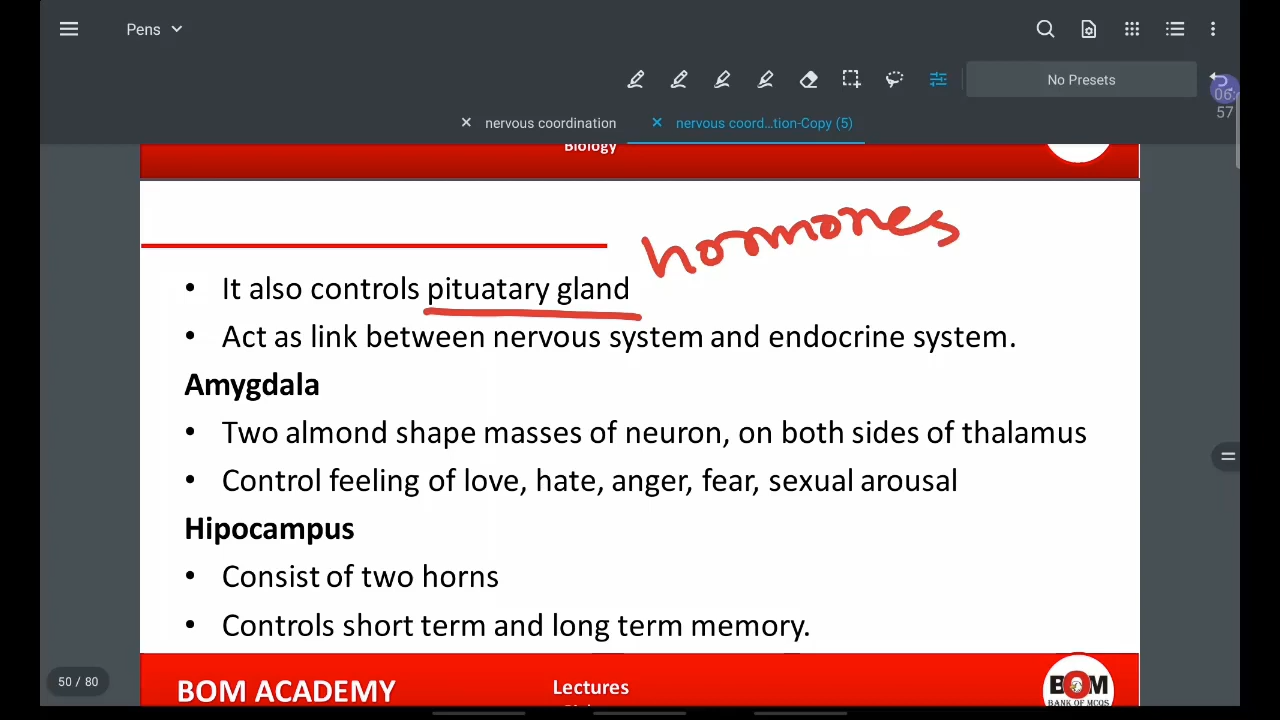 Pens
No Presets
06:
57
nervous coordination
nervous coord...tion-Copy (5)
Biology
hormones
• It also controls pituatary gland
• Act as link between nervous system and endocrine system.
Amygdala
• Two almond shape masses of neuron, on both sides of thalamus
• Control feeling of love, hate, anger, fear, sexual arousal
Hipocampus
• Consist of two horns
• Controls short term and long term memory.
50 / 80
BOM ACADEMY
Lectures
BOM
BANK OF MCQS